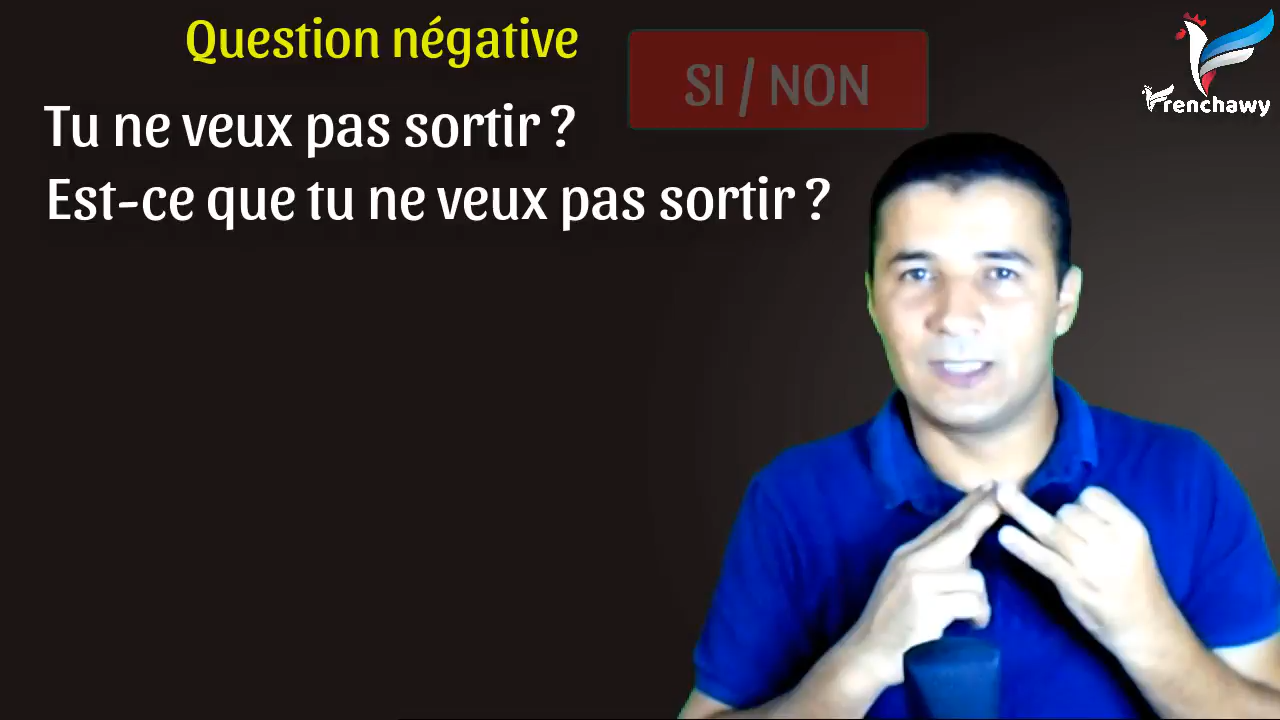 Question négative
SI / NON
Tu ne veux pas sortir ?
Est-ce que tu ne veux pas sortir ?
Frenchawy